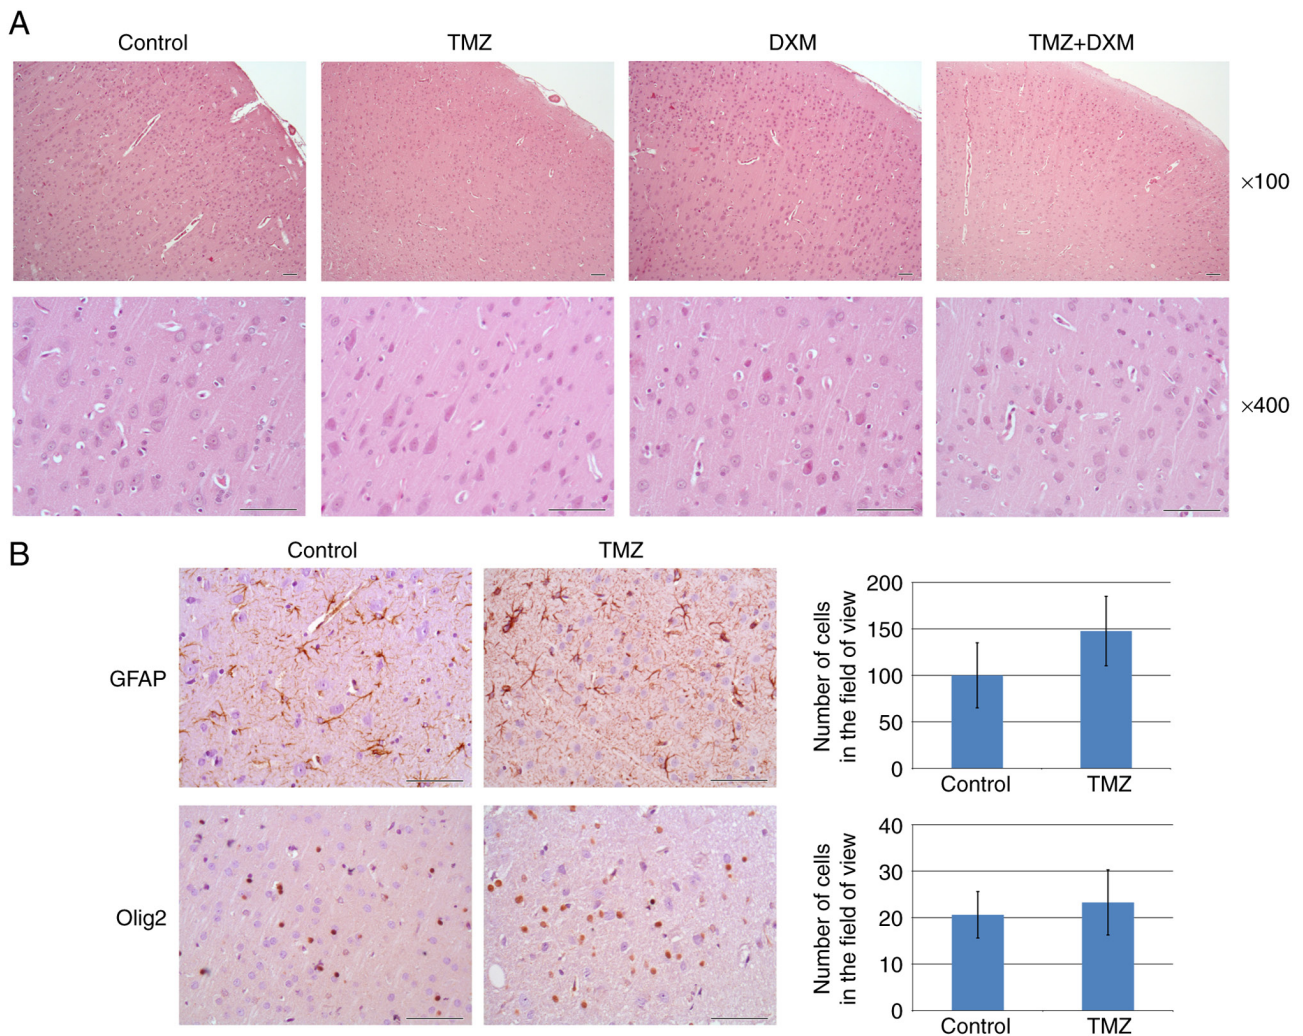 A
Control
TMZ
DXM
TMZ+DXM
×100
×400
B
Control
TMZ
GFAP
Olig2
Number of cells
in the field of view
200
150
100
50
0
Control
TMZ
Number of cells
in the field of view
40
30
20
10
0
Control
TMZ